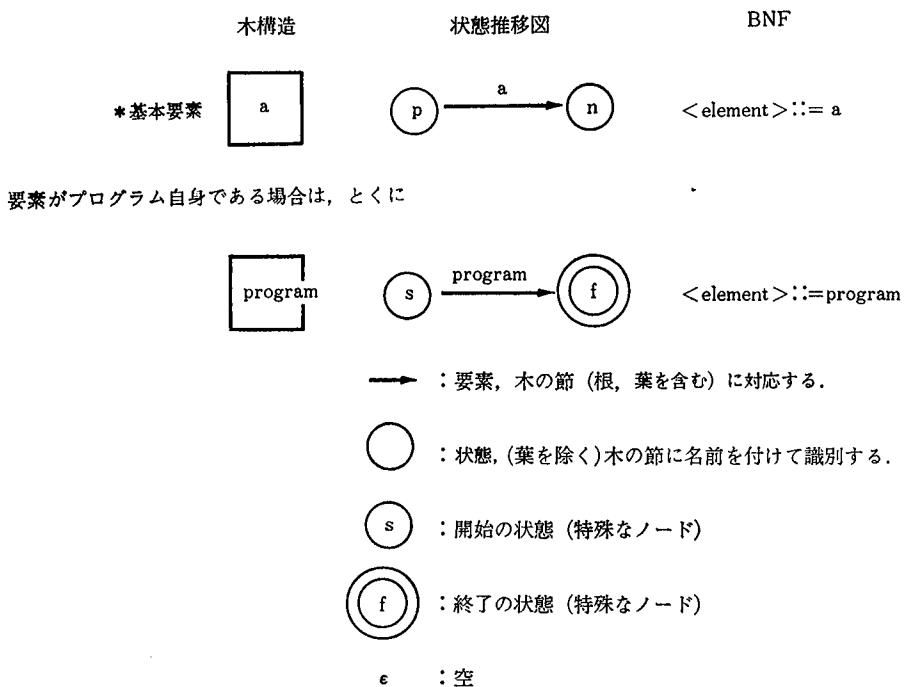 木構造 状態推移図 BNF
*基本要素 a p a n <element>::= a
要素がプログラム自身である場合は，とくに
program s program f <element>::=program
：要素，木の節（根，葉を含む）に対応する．
：状態，(葉を除く)木の節に名前を付けて識別する．
s ：開始の状態（特殊なノード）
f ：終了の状態（特殊なノード）
ε ：空